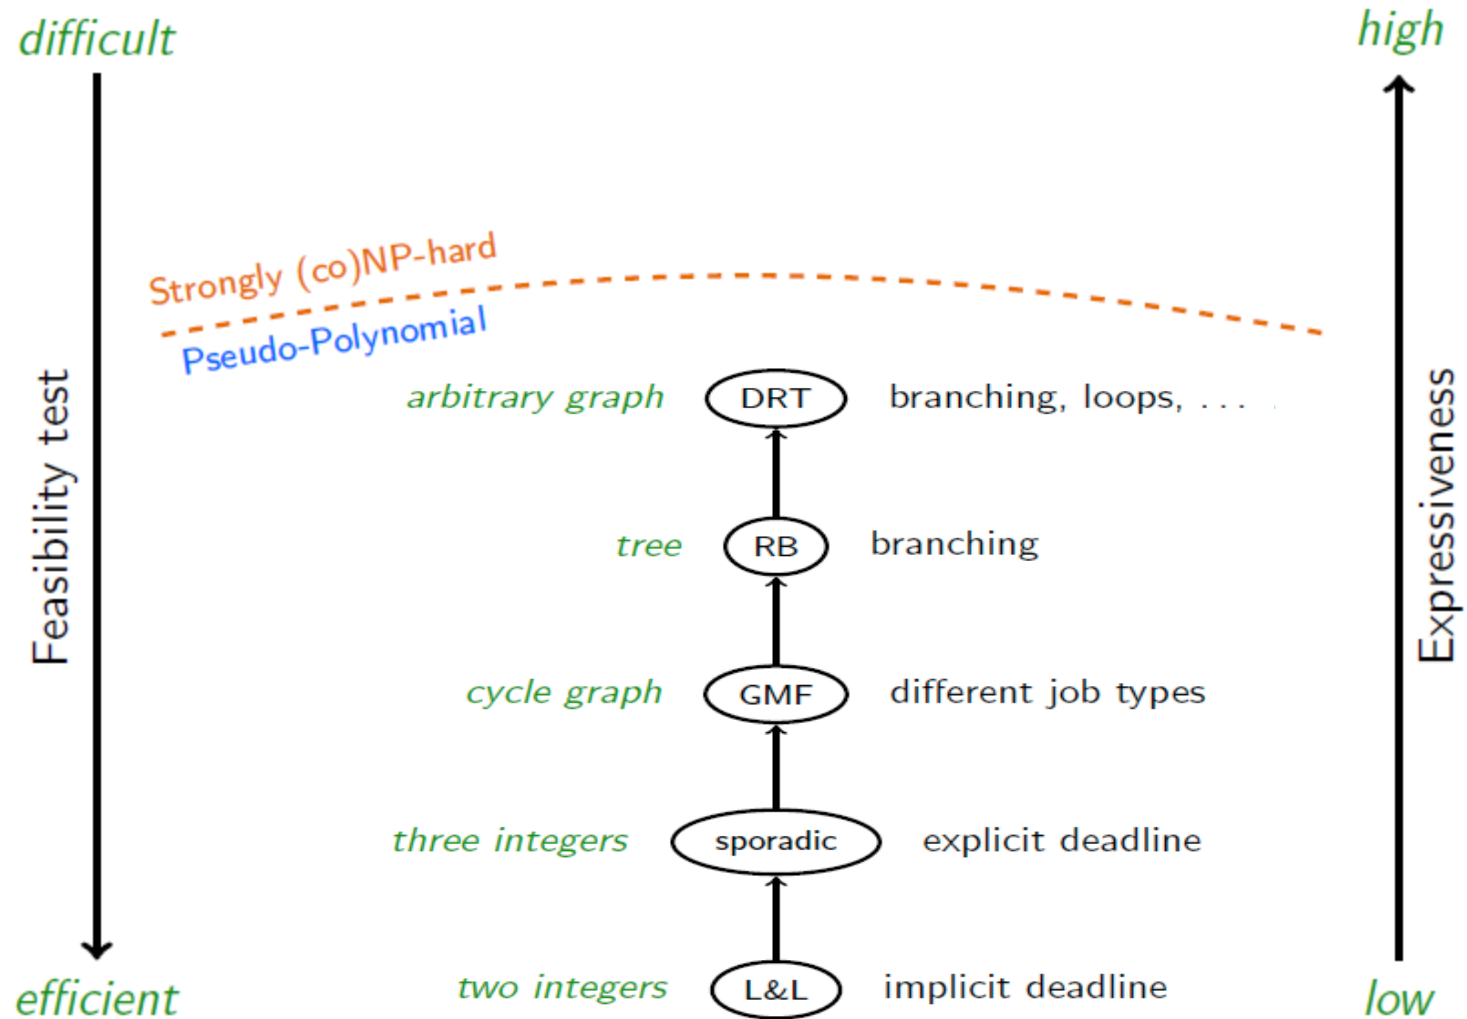 difficult
high
Strongly (co)NP-hard
Pseudo-Polynomial
Feasibility test
Expressiveness
arbitrary graph DRT branching, loops, ...
tree RB branching
cycle graph GMF different job types
three integers sporadic explicit deadline
two integers L&L implicit deadline
efficient
low